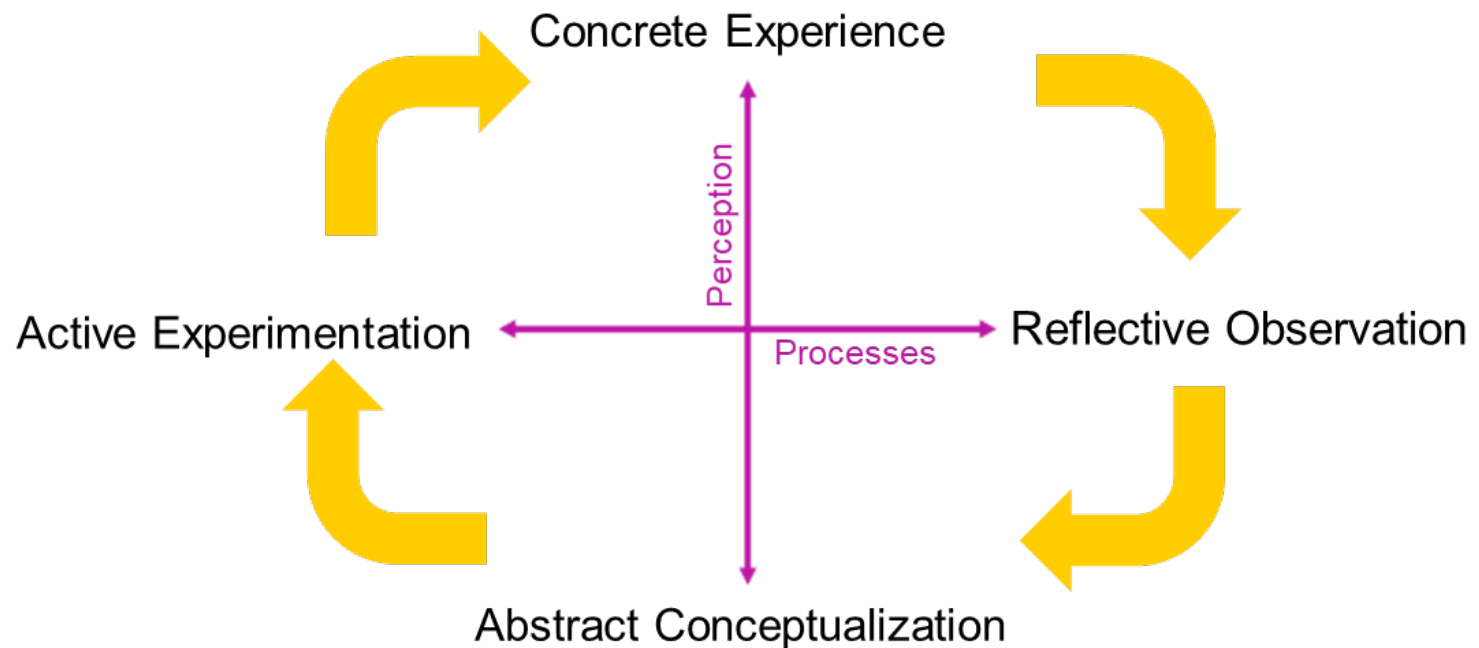 Concrete Experience
Perception
Active Experimentation
Reflective Observation
Processes
Abstract Conceptualization